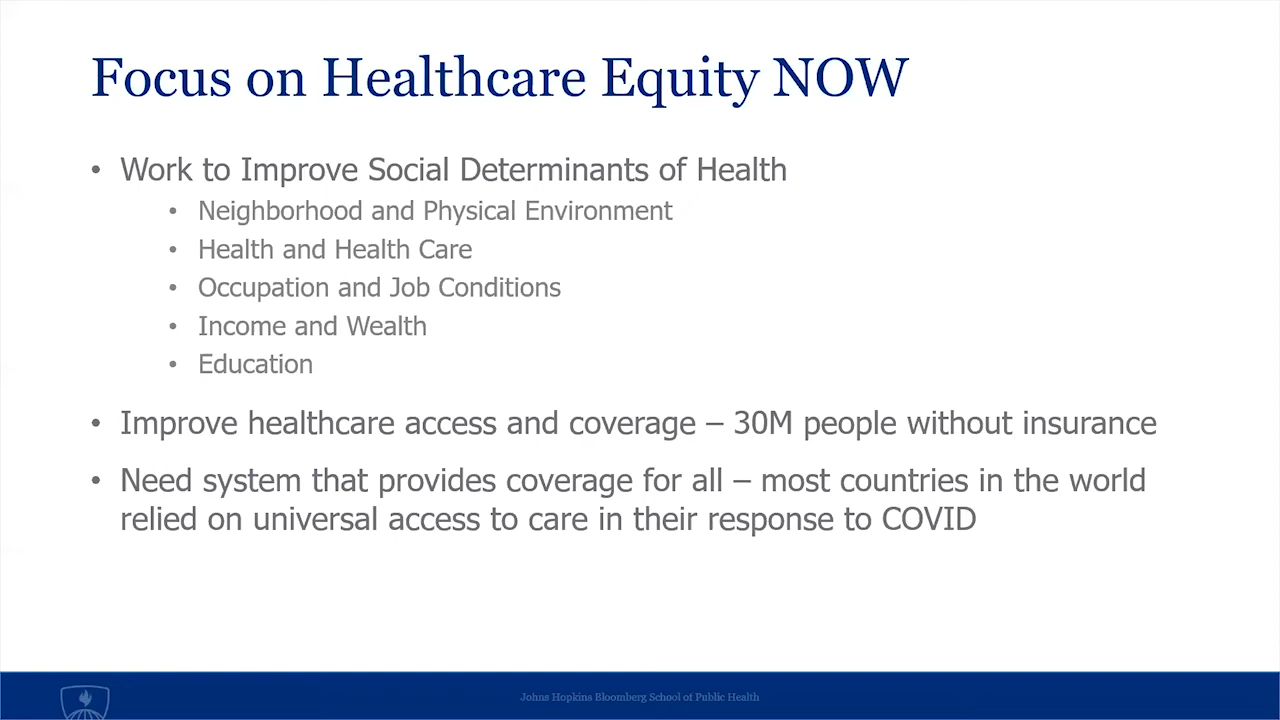 Focus on Healthcare Equity NOW
• Work to Improve Social Determinants of Health
• Neighborhood and Physical Environment
• Health and Health Care
• Occupation and Job Conditions
• Income and Wealth
• Education
• Improve healthcare access and coverage – 30M people without insurance
• Need system that provides coverage for all – most countries in the world
relied on universal access to care in their response to COVID
Johns Hopkins Bloomberg School of Public Health